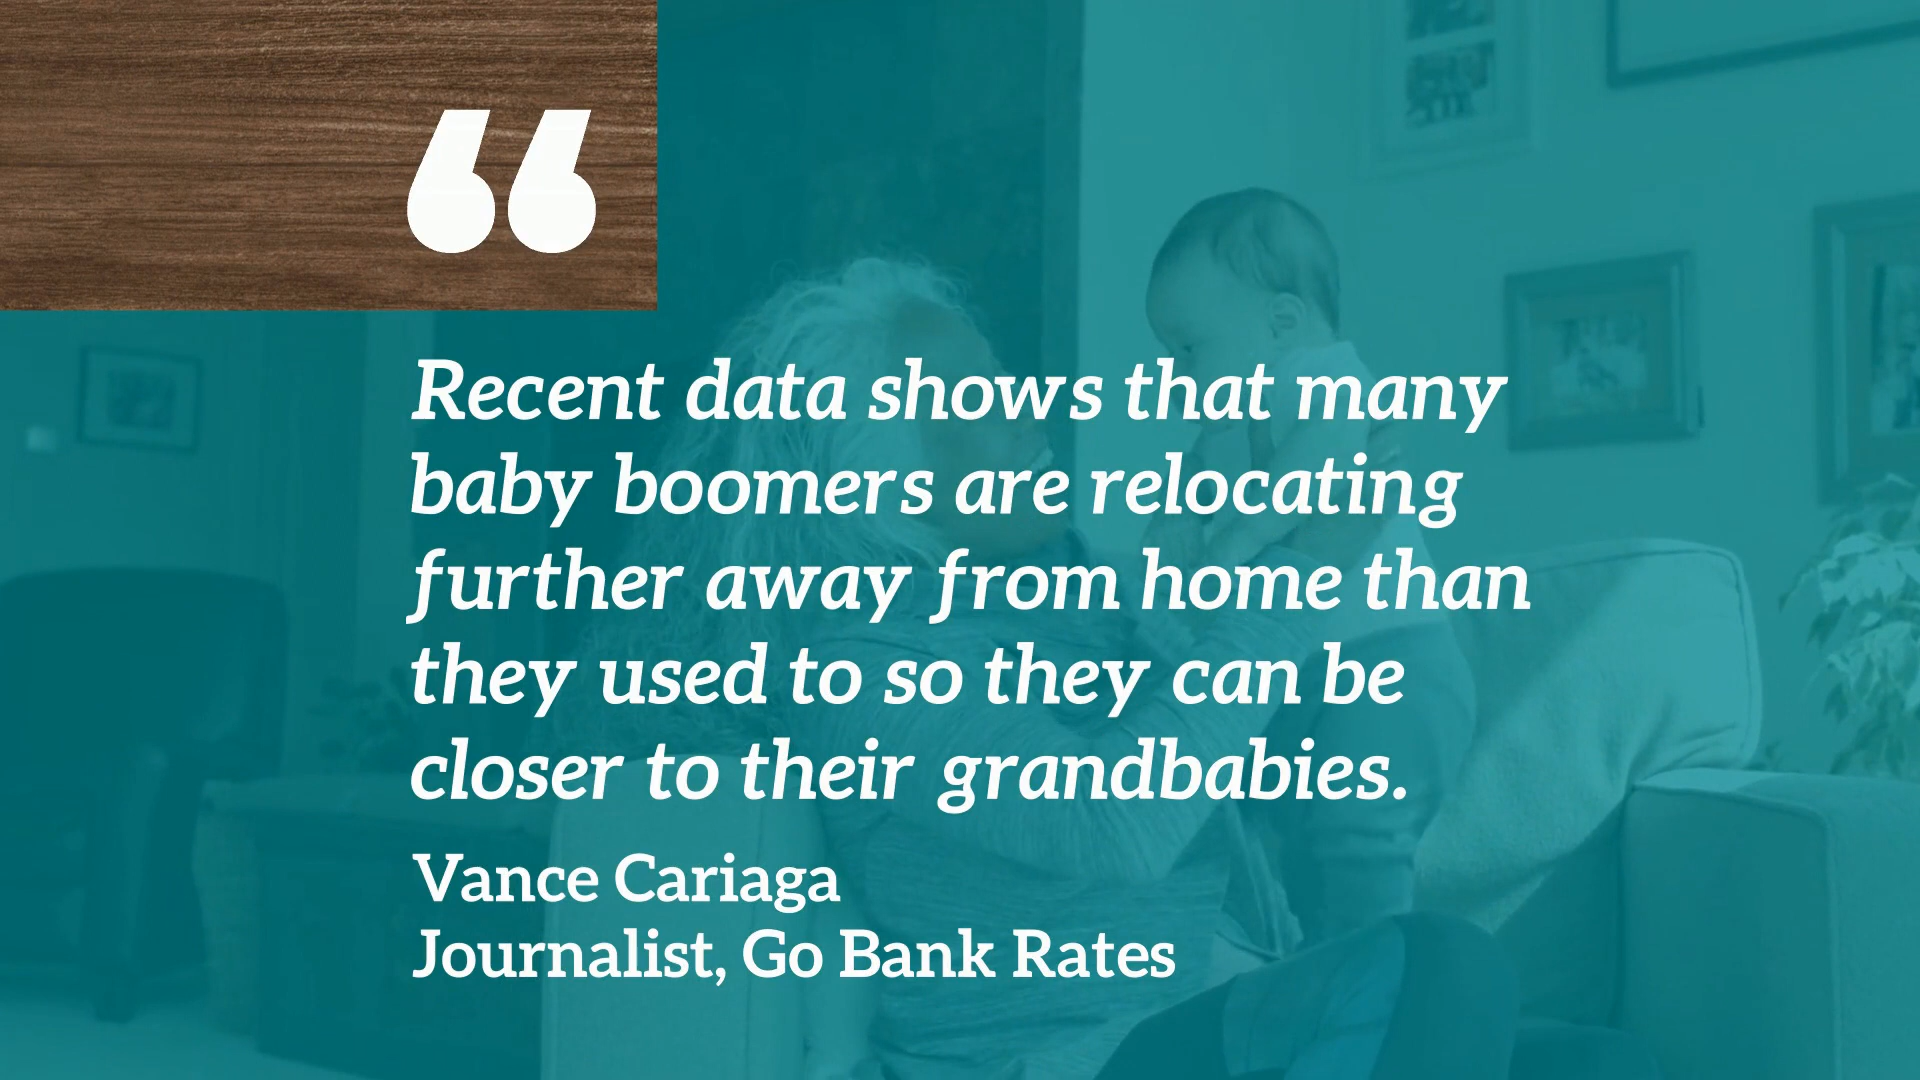 “
Recent data shows that many
baby boomers are relocating
further away from home than
they used to so they can be
closer to their grandbabies.
Vance Cariaga
Journalist, Go Bank Rates